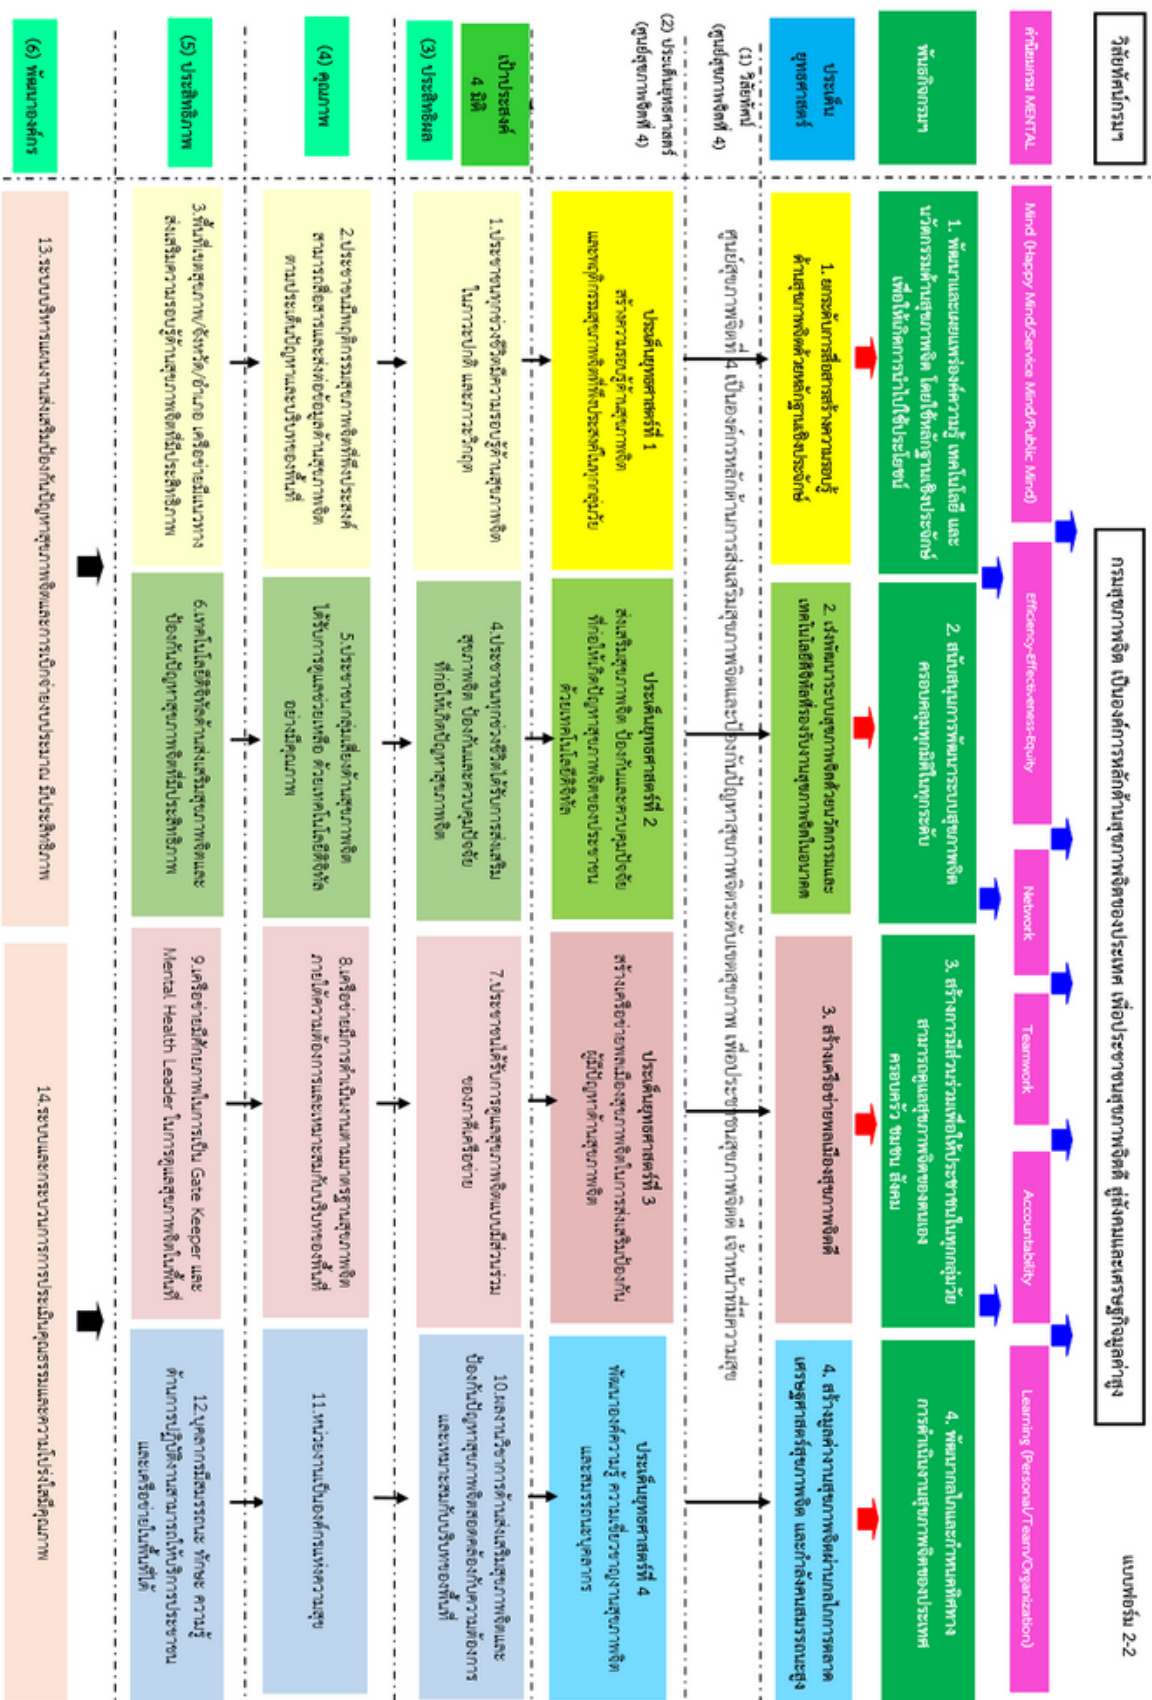 แบบฟอร์ม 2-2
วิสัยทัศน์กรมฯ
กรมสุขภาพจิต เป็นองค์การหลักด้านสุขภาพจิตของประเทศ เพื่อประชาชนสุขภาพจิตดี สู่สังคมและเศรษฐกิจมูลค่าสูง
ค่านิยมกรม MENTAL
Mind (Happy Mind/Service Mind/Public Mind)
Efficiency-Effectiveness-Equity
Network
Teamwork
Accountability
Learning (Personal/Team/Organization)
พันธกิจกรมฯ
1. พัฒนาและเผยแพร่องค์ความรู้ เทคโนโลยี และ
นวัตกรรมด้านสุขภาพจิต โดยใช้หลักฐานเชิงประจักษ์
เพื่อให้เกิดการนำไปใช้ประโยชน์
2. สนับสนุนการพัฒนาระบบสุขภาพจิต
ครอบคลุมทุกมิติในทุกระดับ
3. สร้างการมีส่วนร่วมเพื่อให้ประชาชนในทุกกลุ่มวัย
สามารถดูแลสุขภาพจิตของตนเอง
ครอบครัว ชุมชน สังคม
4. พัฒนากลไกและกำหนดทิศทาง
การดำเนินงานสุขภาพจิตของประเทศ
ประเด็น
ยุทธศาสตร์
1. ยกระดับการสื่อสารสร้างความรอบรู้
ด้านสุขภาพจิตด้วยหลักฐานเชิงประจักษ์
2. เร่งพัฒนาระบบสุขภาพจิตด้วยนวัตกรรมและ
เทคโนโลยีดิจิทัลที่รองรับงานสุขภาพจิตในอนาคต
3. สร้างเครือข่ายพลเมืองสุขภาพจิตดี
4. สร้างมูลค่างานสุขภาพจิตผ่านกลไกการตลาด
เศรษฐศาสตร์สุขภาพจิต และกำลังคนสมรรถนะสูง
(1) วิสัยทัศน์
(ศูนย์สุขภาพจิตที่ 4)
ศูนย์สุขภาพจิตที่ 4 เป็นองค์กรหลักด้านการส่งเสริมสุขภาพจิตและป้องกันปัญหาสุขภาพจิตระดับเขตสุขภาพ เพื่อประชาชนสุขภาพจิตดี เจ้าหน้าที่มีความสุข
(2) ประเด็นยุทธศาสตร์
(ศูนย์สุขภาพจิตที่ 4)
ประเด็นยุทธศาสตร์ที่ 1
สร้างความรอบรู้ด้านสุขภาพจิต
และพฤติกรรมสุขภาพจิตที่พึงประสงค์ในทุกกลุ่มวัย
ประเด็นยุทธศาสตร์ที่ 2
ส่งเสริมสุขภาพจิต ป้องกันและควบคุมปัจจัย
ที่ก่อให้เกิดปัญหาสุขภาพจิตของประชาชน
ด้วยเทคโนโลยีดิจิทัล
ประเด็นยุทธศาสตร์ที่ 3
สร้างเครือข่ายพลเมืองสุขภาพจิตในการส่งเสริมป้องกัน
ผู้มีปัญหาด้านสุขภาพจิต
ประเด็นยุทธศาสตร์ที่ 4
พัฒนาองค์ความรู้ ความเชี่ยวชาญงานสุขภาพจิต
และสมรรถนะบุคลากร
เป้าประสงค์
4 มิติ
(3) ประสิทธิผล
1.ประชาชนทุกช่วงชีวิตมีความรอบรู้ด้านสุขภาพจิต
ในภาวะปกติ และภาวะวิกฤต
4.ประชาชนทุกช่วงชีวิตได้รับการส่งเสริม
สุขภาพจิต ป้องกันและควบคุมปัจจัย
ที่ก่อให้เกิดปัญหาสุขภาพจิต
7.ประชาชนได้รับการดูแลสุขภาพจิตแบบมีส่วนร่วม
ของภาคีเครือข่าย
10.ผลงานวิชาการด้านส่งเสริมสุขภาพจิตและ
ป้องกันปัญหาสุขภาพจิตสอดคล้องกับความต้องการ
และเหมาะสมกับบริบทของพื้นที่
(4) คุณภาพ
2.ประชาชนมีพฤติกรรมสุขภาพจิตที่พึงประสงค์
สามารถสื่อสารและส่งต่อข้อมูลด้านสุขภาพจิต
ตามประเด็นปัญหาและบริบทของพื้นที่
5.ประชาชนกลุ่มเสี่ยงด้านสุขภาพจิต
ได้รับการดูแลช่วยเหลือ ด้วยเทคโนโลยีดิจิทัล
อย่างมีคุณภาพ
8.เครือข่ายมีการดำเนินงานตามมาตรฐานสุขภาพจิต
ภายใต้ความต้องการและเหมาะสมกับบริบทของพื้นที่
11.หน่วยงานเป็นองค์กรแห่งความสุข
(5) ประสิทธิภาพ
3.พื้นที่เขตสุขภาพ/จังหวัด/อำเภอ เครือข่ายมีแนวทาง
ส่งเสริมความรอบรู้ด้านสุขภาพจิตที่มีประสิทธิภาพ
6.เทคโนโลยีดิจิทัลด้านส่งเสริมสุขภาพจิตและ
ป้องกันปัญหาสุขภาพจิตที่มีประสิทธิภาพ
9.เครือข่ายมีศักยภาพในการเป็น Gate Keeper และ
Mental Health Leader ในการดูแลสุขภาพจิตในพื้นที่
12.บุคลากรมีสมรรถนะ ทักษะ ความรู้
ด้านการปฏิบัติงานสามารถให้บริการประชาชน
และเครือข่ายในพื้นที่ได้
(6) พัฒนาองค์กร
13.ระบบบริหารแผนงานส่งเสริมป้องกันปัญหาสุขภาพจิตและการเบิกจ่ายงบประมาณ มีประสิทธิภาพ
14.ระบบและกระบวนการการประเมินคุณธรรมและความโปร่งใสมีคุณภาพ